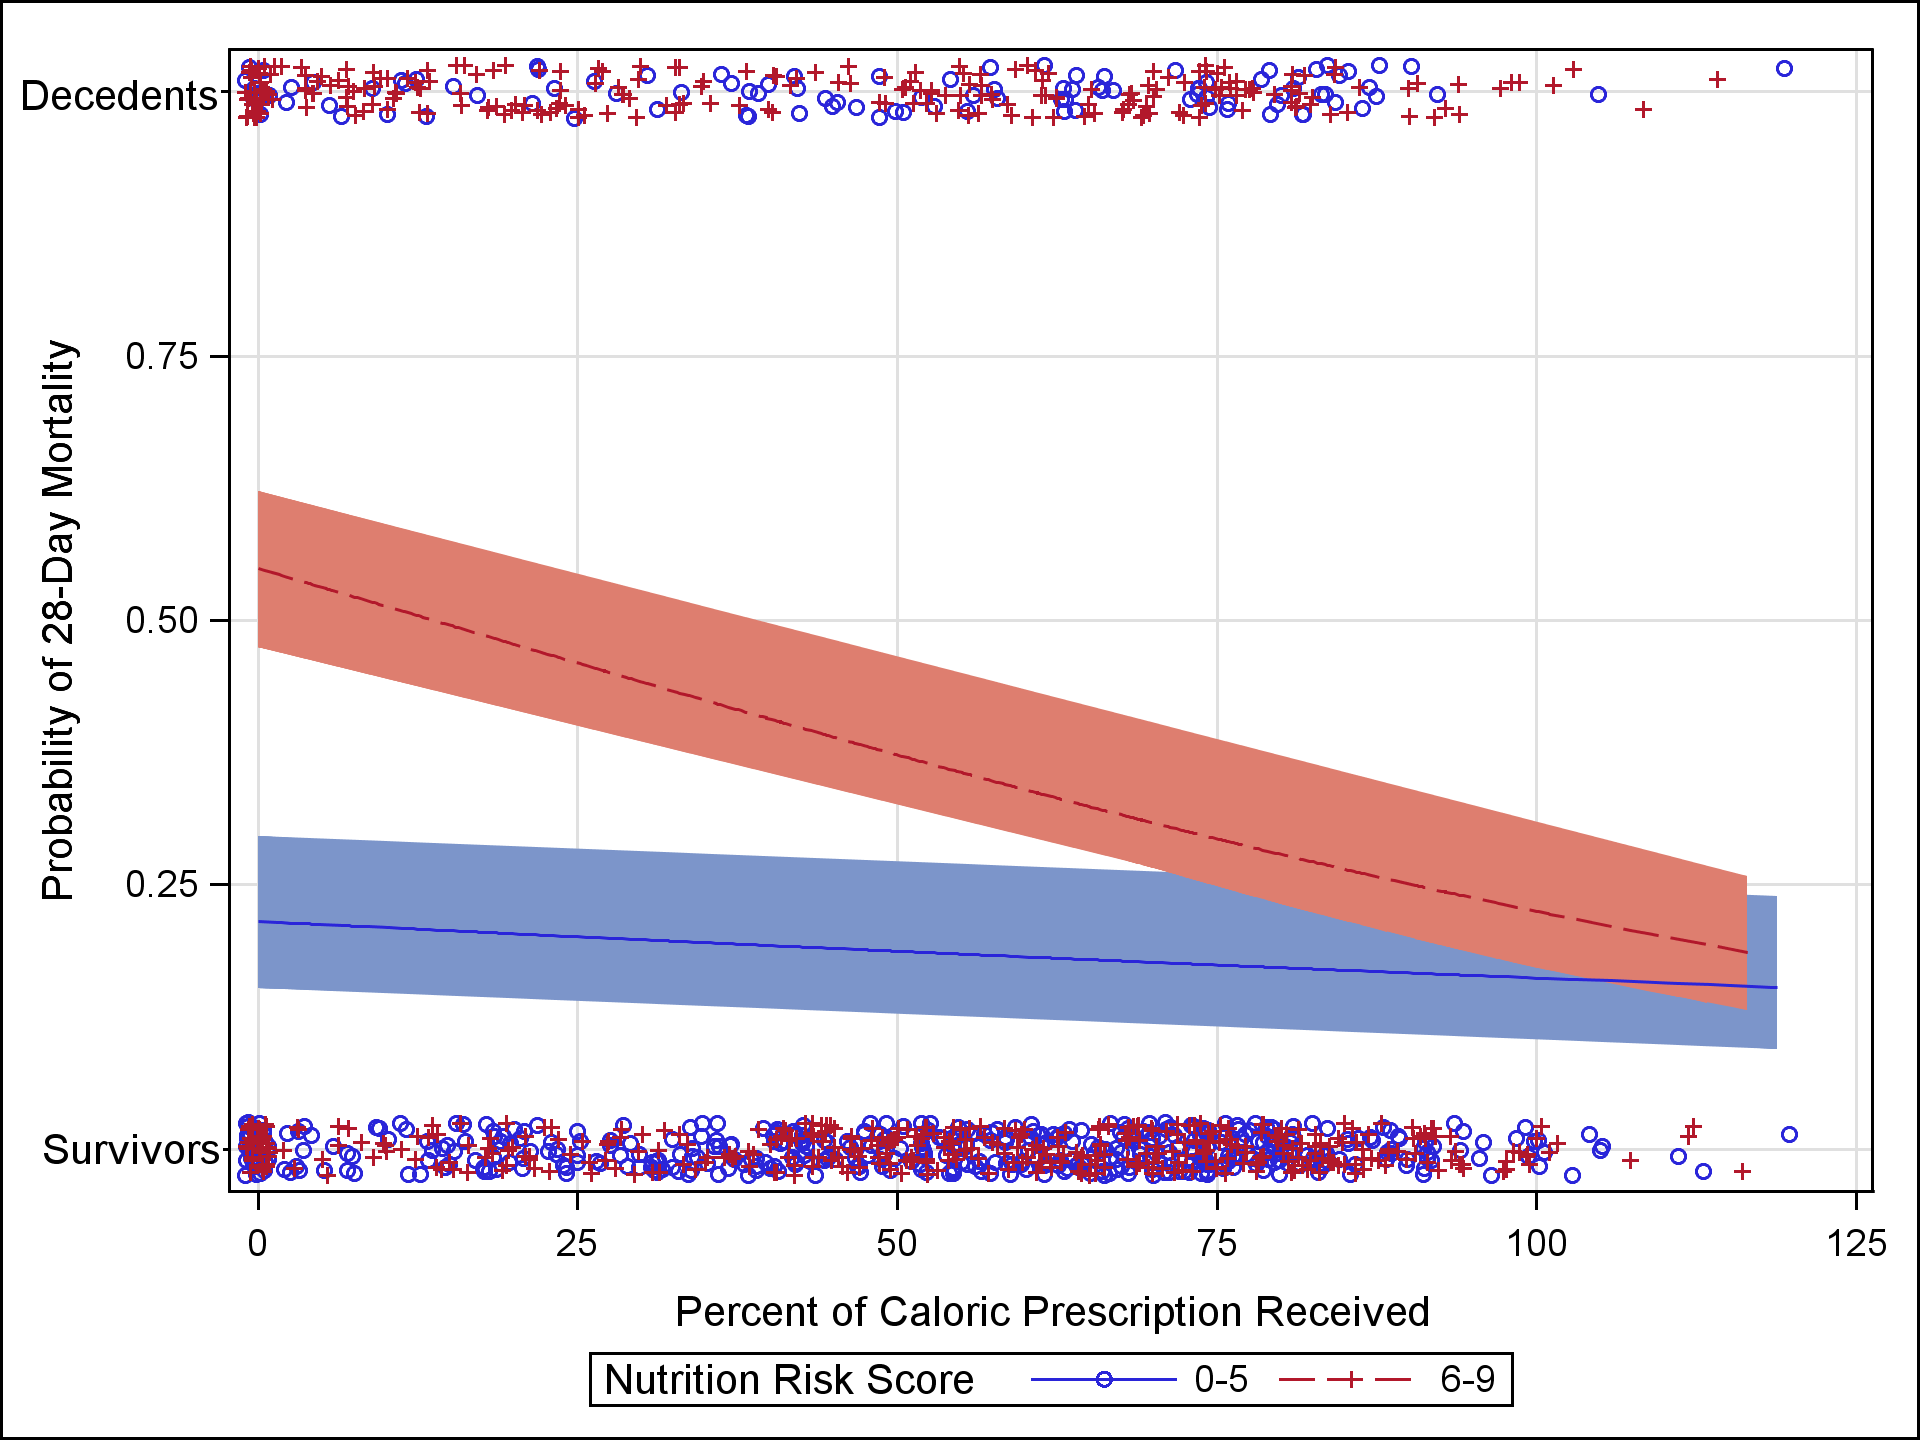 Decedents
0.75
0.50
0.25
Survivors
Probability of 28-Day Mortality
0 25 50 75 100 125
Percent of Caloric Prescription Received
Nutrition Risk Score 0-5 6-9